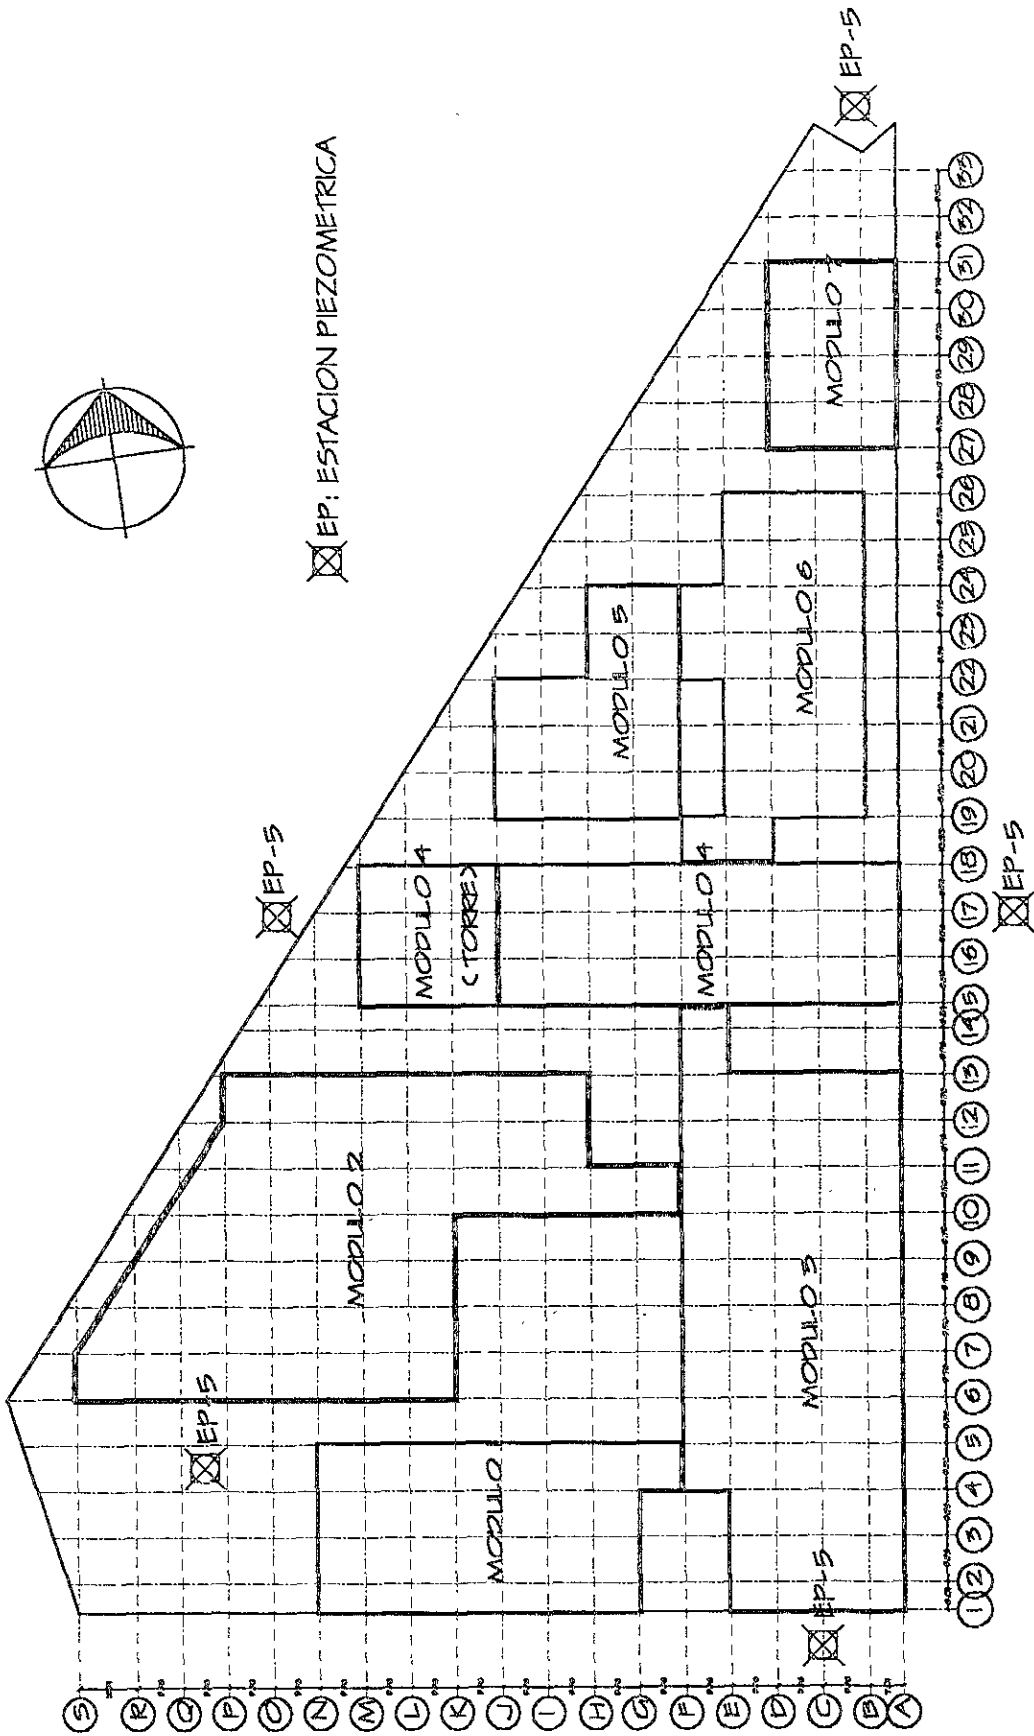 EP-5
EP: ESTACION PIEZOMETRICA
EP-5
EP-5
EP-5
EP-5
MODULO 1
MODULO 2
MODULO 3
MODULO 4
(TORRE)
MODULO 4
MODULO 5
MODULO 6
MODULO 7
S
R
Q
P
O
N
M
L
K
J
I
H
G
F
E
D
C
B
A
1
2
3
4
5
6
7
8
9
10
11
12
13
14
15
16
17
18
19
20
21
22
23
24
25
26
27
28
29
30
31
32
33